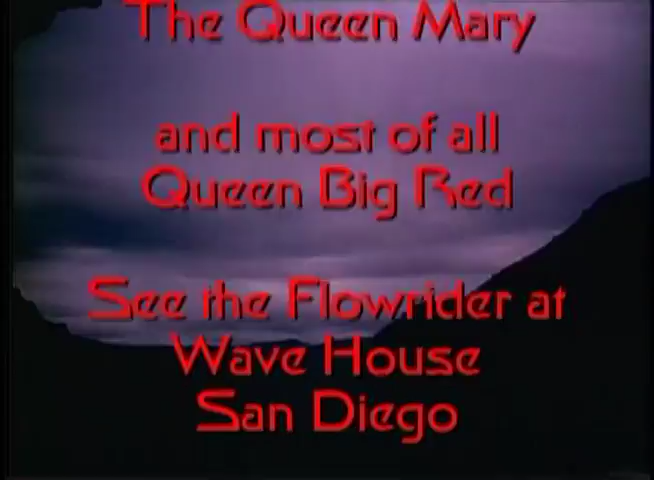 The Queen Mary
and most of all
Queen Big Red
See the Flowrider at
Wave House
San Diego